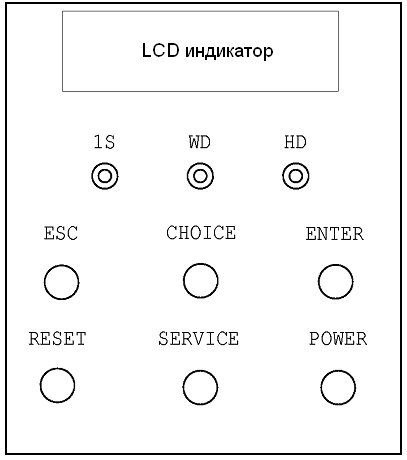 LCD индикатор
1S WD HD
ESC CHOICE ENTER
RESET SERVICE POWER